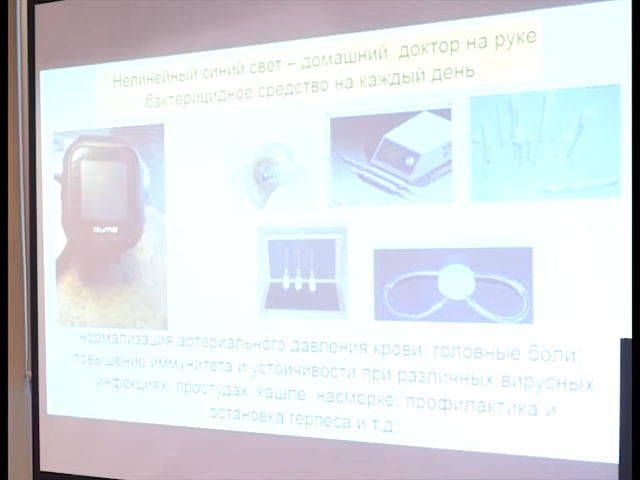 Нелинейный синий свет – домашний доктор на руке
бактерицидное средство на каждый день
нормализация артериального давления крови, головные боли,
повышение иммунитета и устойчивости при различных вирусных
инфекциях, простудах, кашле, насморке, профилактика и
остановка герпеса и т.д.